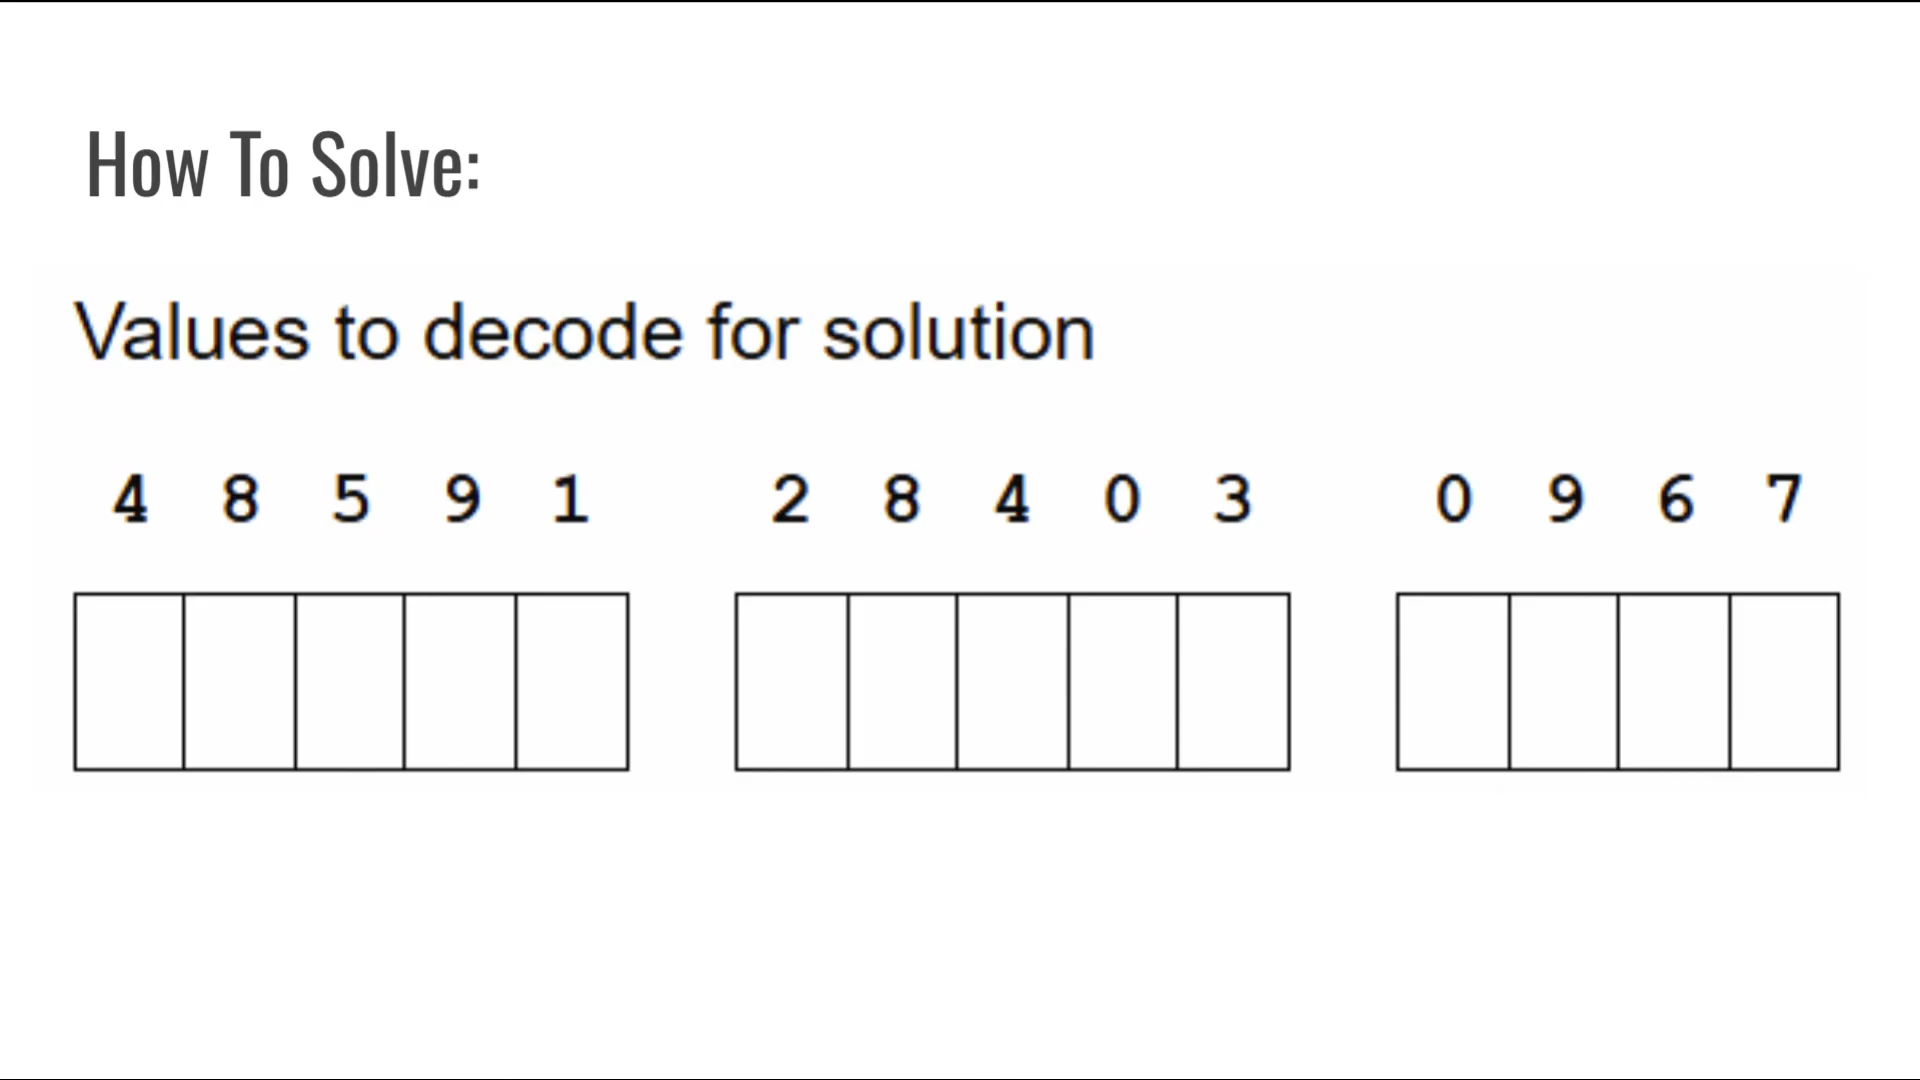 How To Solve:
Values to decode for solution
4 8 5 9 1 2 8 4 0 3 0 9 6 7